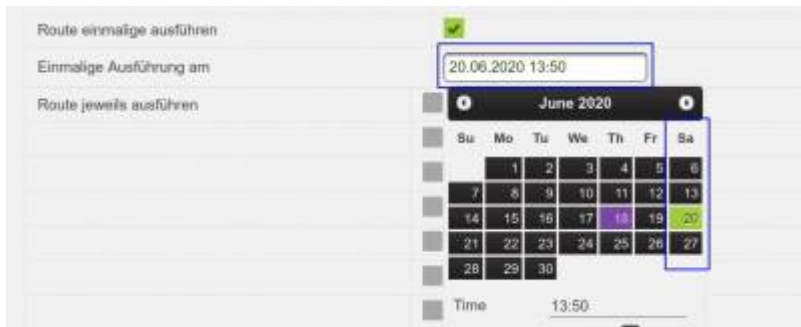 Route einmalige ausführen
Einmalige Ausführung am
20.06.2020 13:50
Route jeweils ausführen
June 2020
Su Mo Tu We Th Fr Sa
1 2 3 4 5 6
7 8 9 10 11 12 13
14 15 16 17 18 19 20
21 22 23 24 25 26 27
28 29 30
Time 13:50